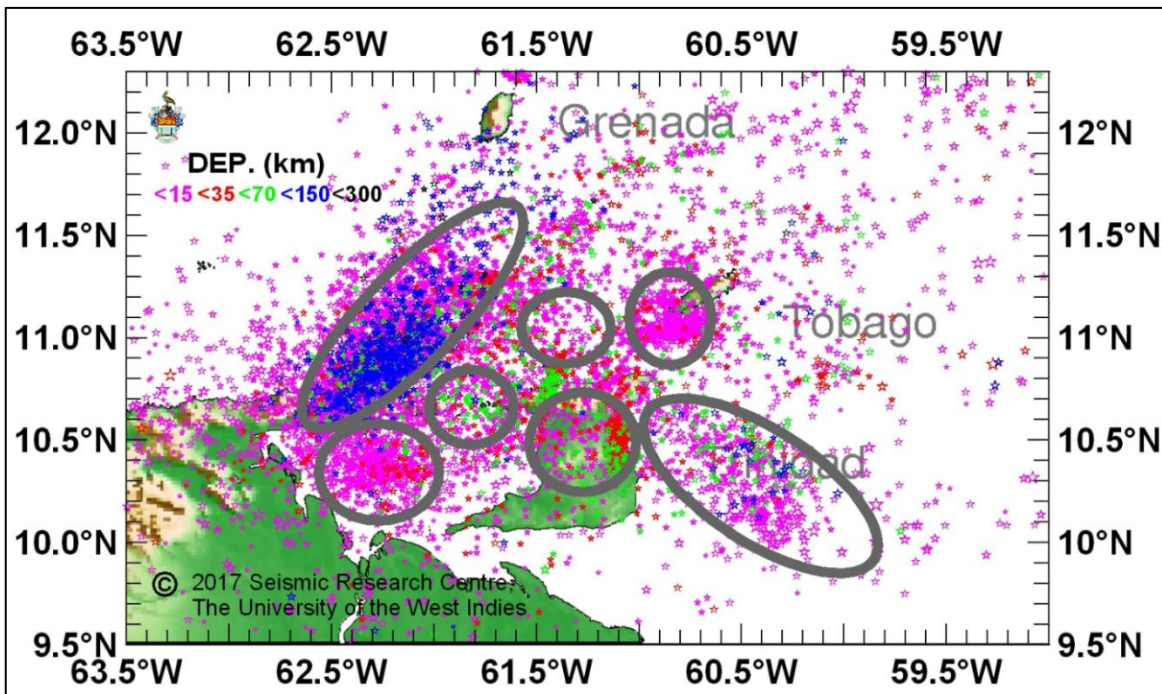 63.5°W 62.5°W 61.5°W 60.5°W 59.5°W
Grenada
12.0°N 12°N
DEP. (km)
<15 <35 <70 <150 <300
11.5°N 11.5°N
11.0°N 11°N
Tobago
10.5°N 10.5°N
Trinidad
10.0°N 10°N
© 2017 Seismic Research Centre,
The University of the West Indies
9.5°N 9.5°N
63.5°W 62.5°W 61.5°W 60.5°W 59.5°W